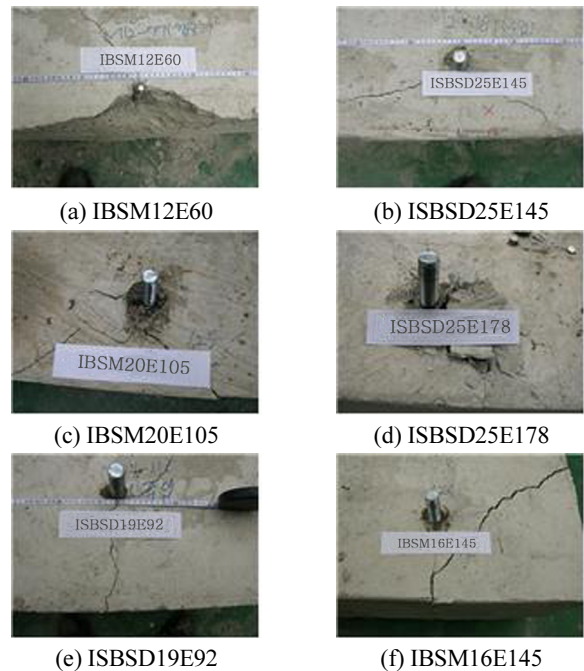 IBSM12E60
ISBSD25E145
(a) IBSM12E60
(b) ISBSD25E145
IBSM20E105
ISBSD25E178
(c) IBSM20E105
(d) ISBSD25E178
ISBSD19E92
IBSM16E145
(e) ISBSD19E92
(f) IBSM16E145